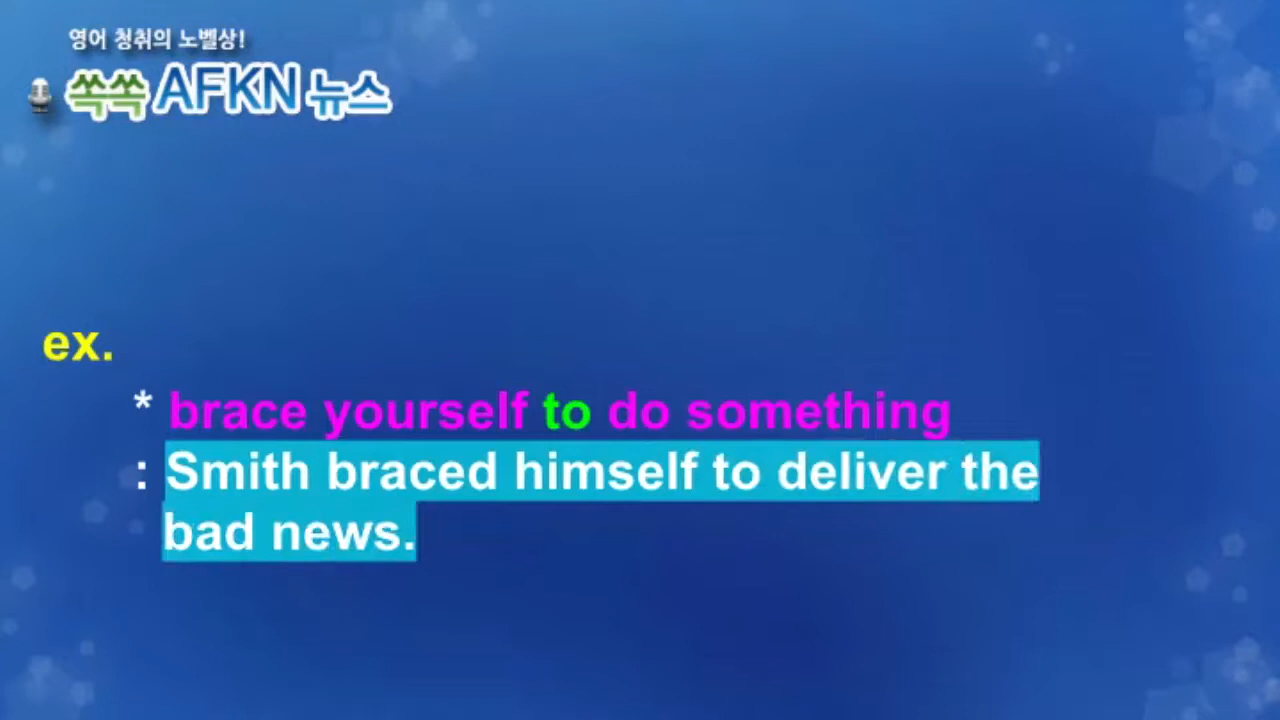 영어 청취의 노벨상!
쏙쏙 AFKN 뉴스
ex.
* brace yourself to do something
: Smith braced himself to deliver the
bad news.